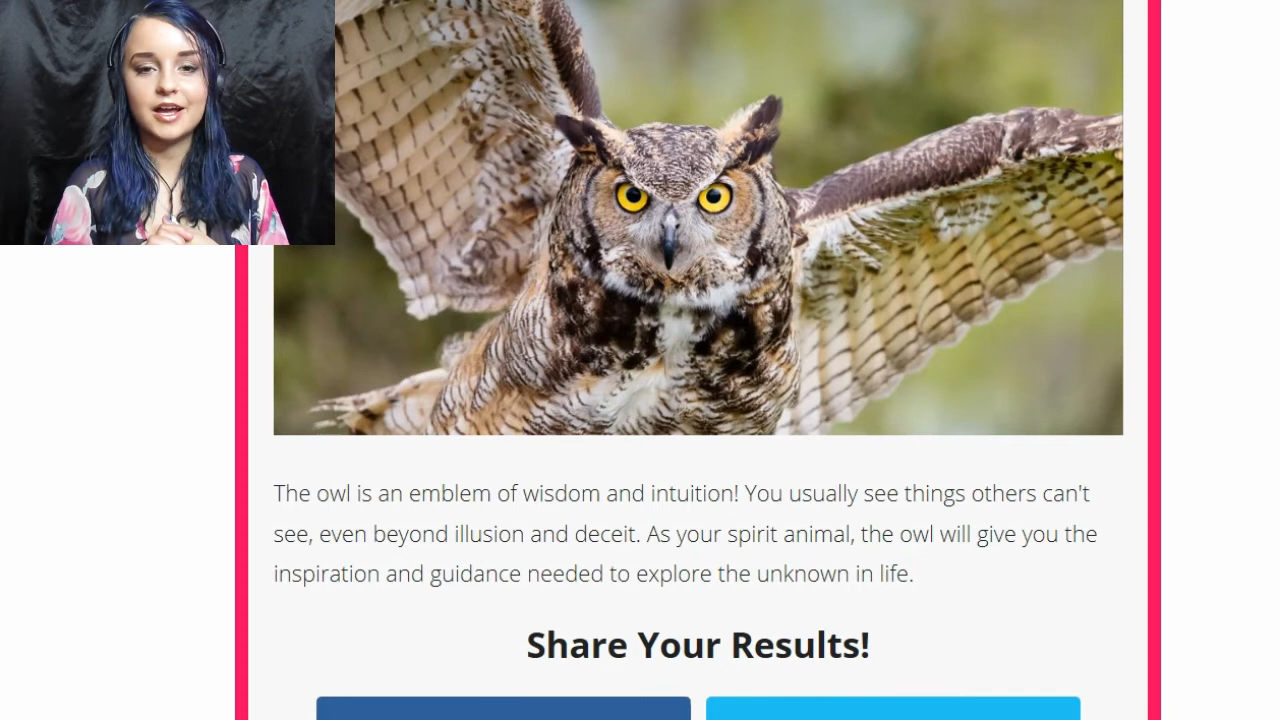 The owl is an emblem of wisdom and intuition! You usually see things others can't
see, even beyond illusion and deceit. As your spirit animal, the owl will give you the
inspiration and guidance needed to explore the unknown in life.
Share Your Results!